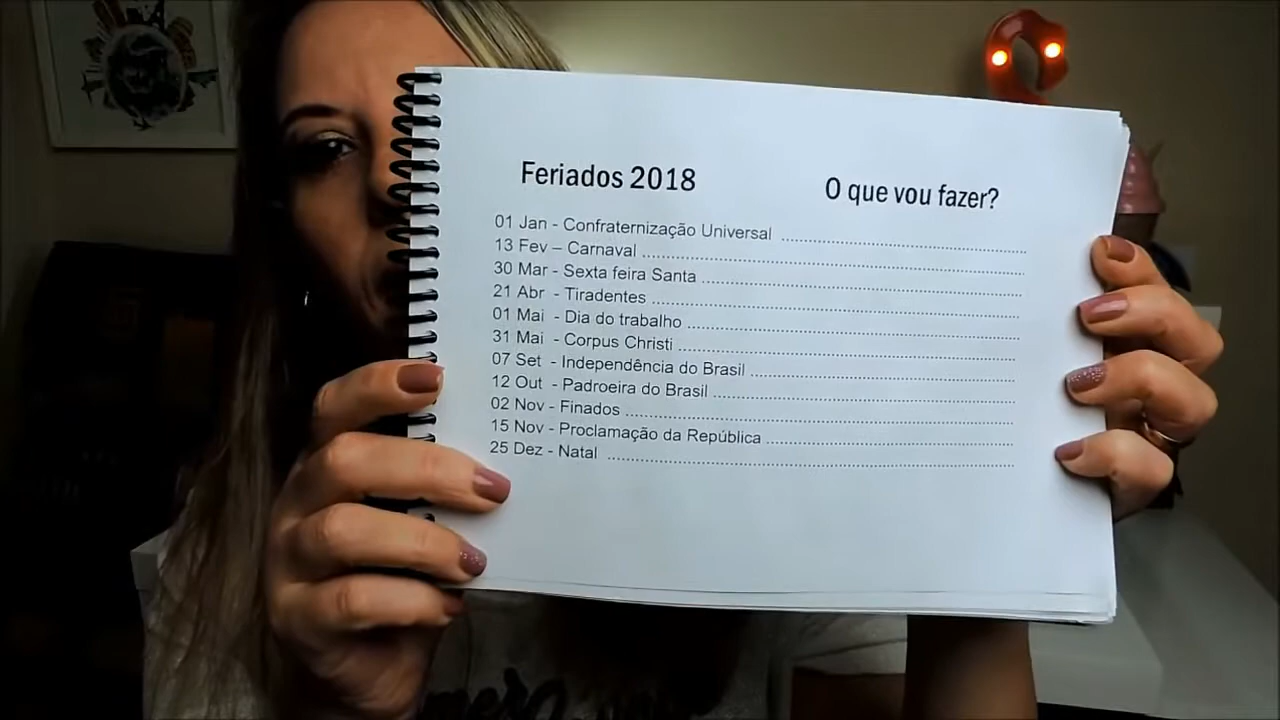 Feriados 2018
O que vou fazer?
01 Jan - Confraternização Universal ................................................
13 Fev – Carnaval ................................................
30 Mar - Sexta feira Santa ................................................
21 Abr - Tiradentes ................................................
01 Mai - Dia do trabalho ................................................
31 Mai - Corpus Christi ................................................
07 Set - Independência do Brasil ................................................
12 Out - Padroeira do Brasil ................................................
02 Nov - Finados ................................................
15 Nov - Proclamação da República ................................................
25 Dez - Natal ................................................